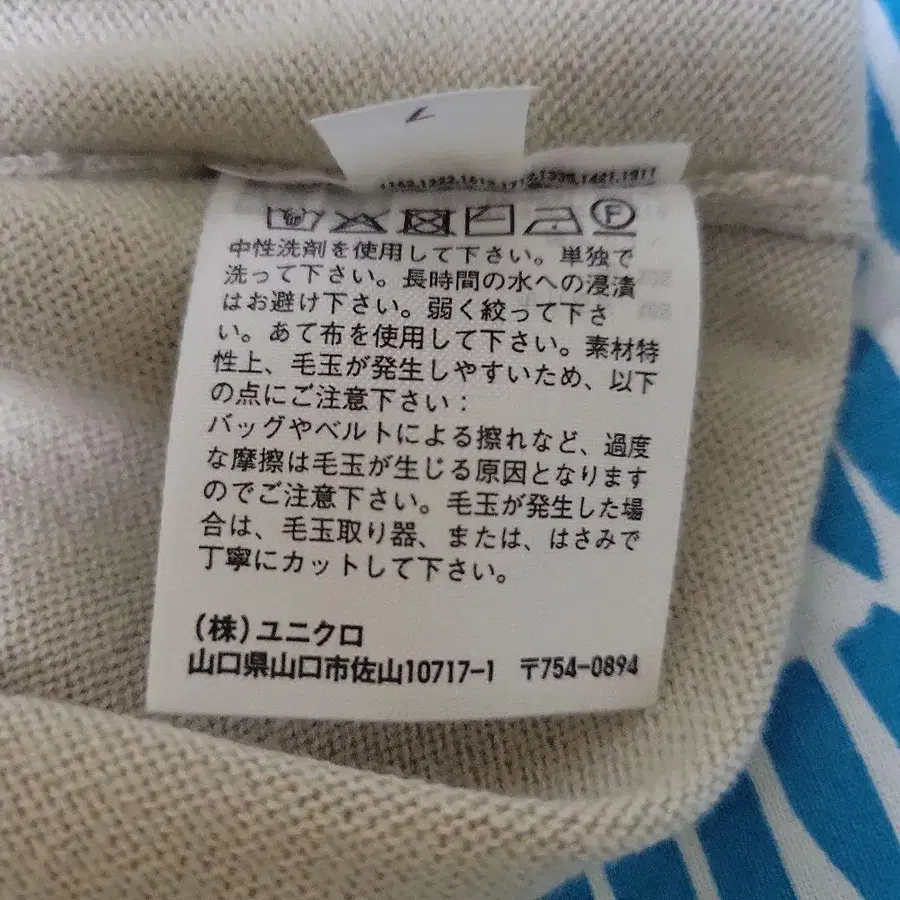 中性洗剤を使用して下さい。単独で
洗って下さい。長時間の水への浸漬
はお避け下さい。弱く絞って下さ
い。あて布を使用して下さい。素材特
性上、毛玉が発生しやすいため、以下
の点にご注意下さい：
バッグやベルトによる擦れなど、過度
な摩擦は毛玉が生じる原因となります
のでご注意下さい。毛玉が発生した場
合は、毛玉取り器、または、はさみで
丁寧にカットして下さい。
(株)ユニクロ
山口県山口市佐山10717-1 〒754-0894